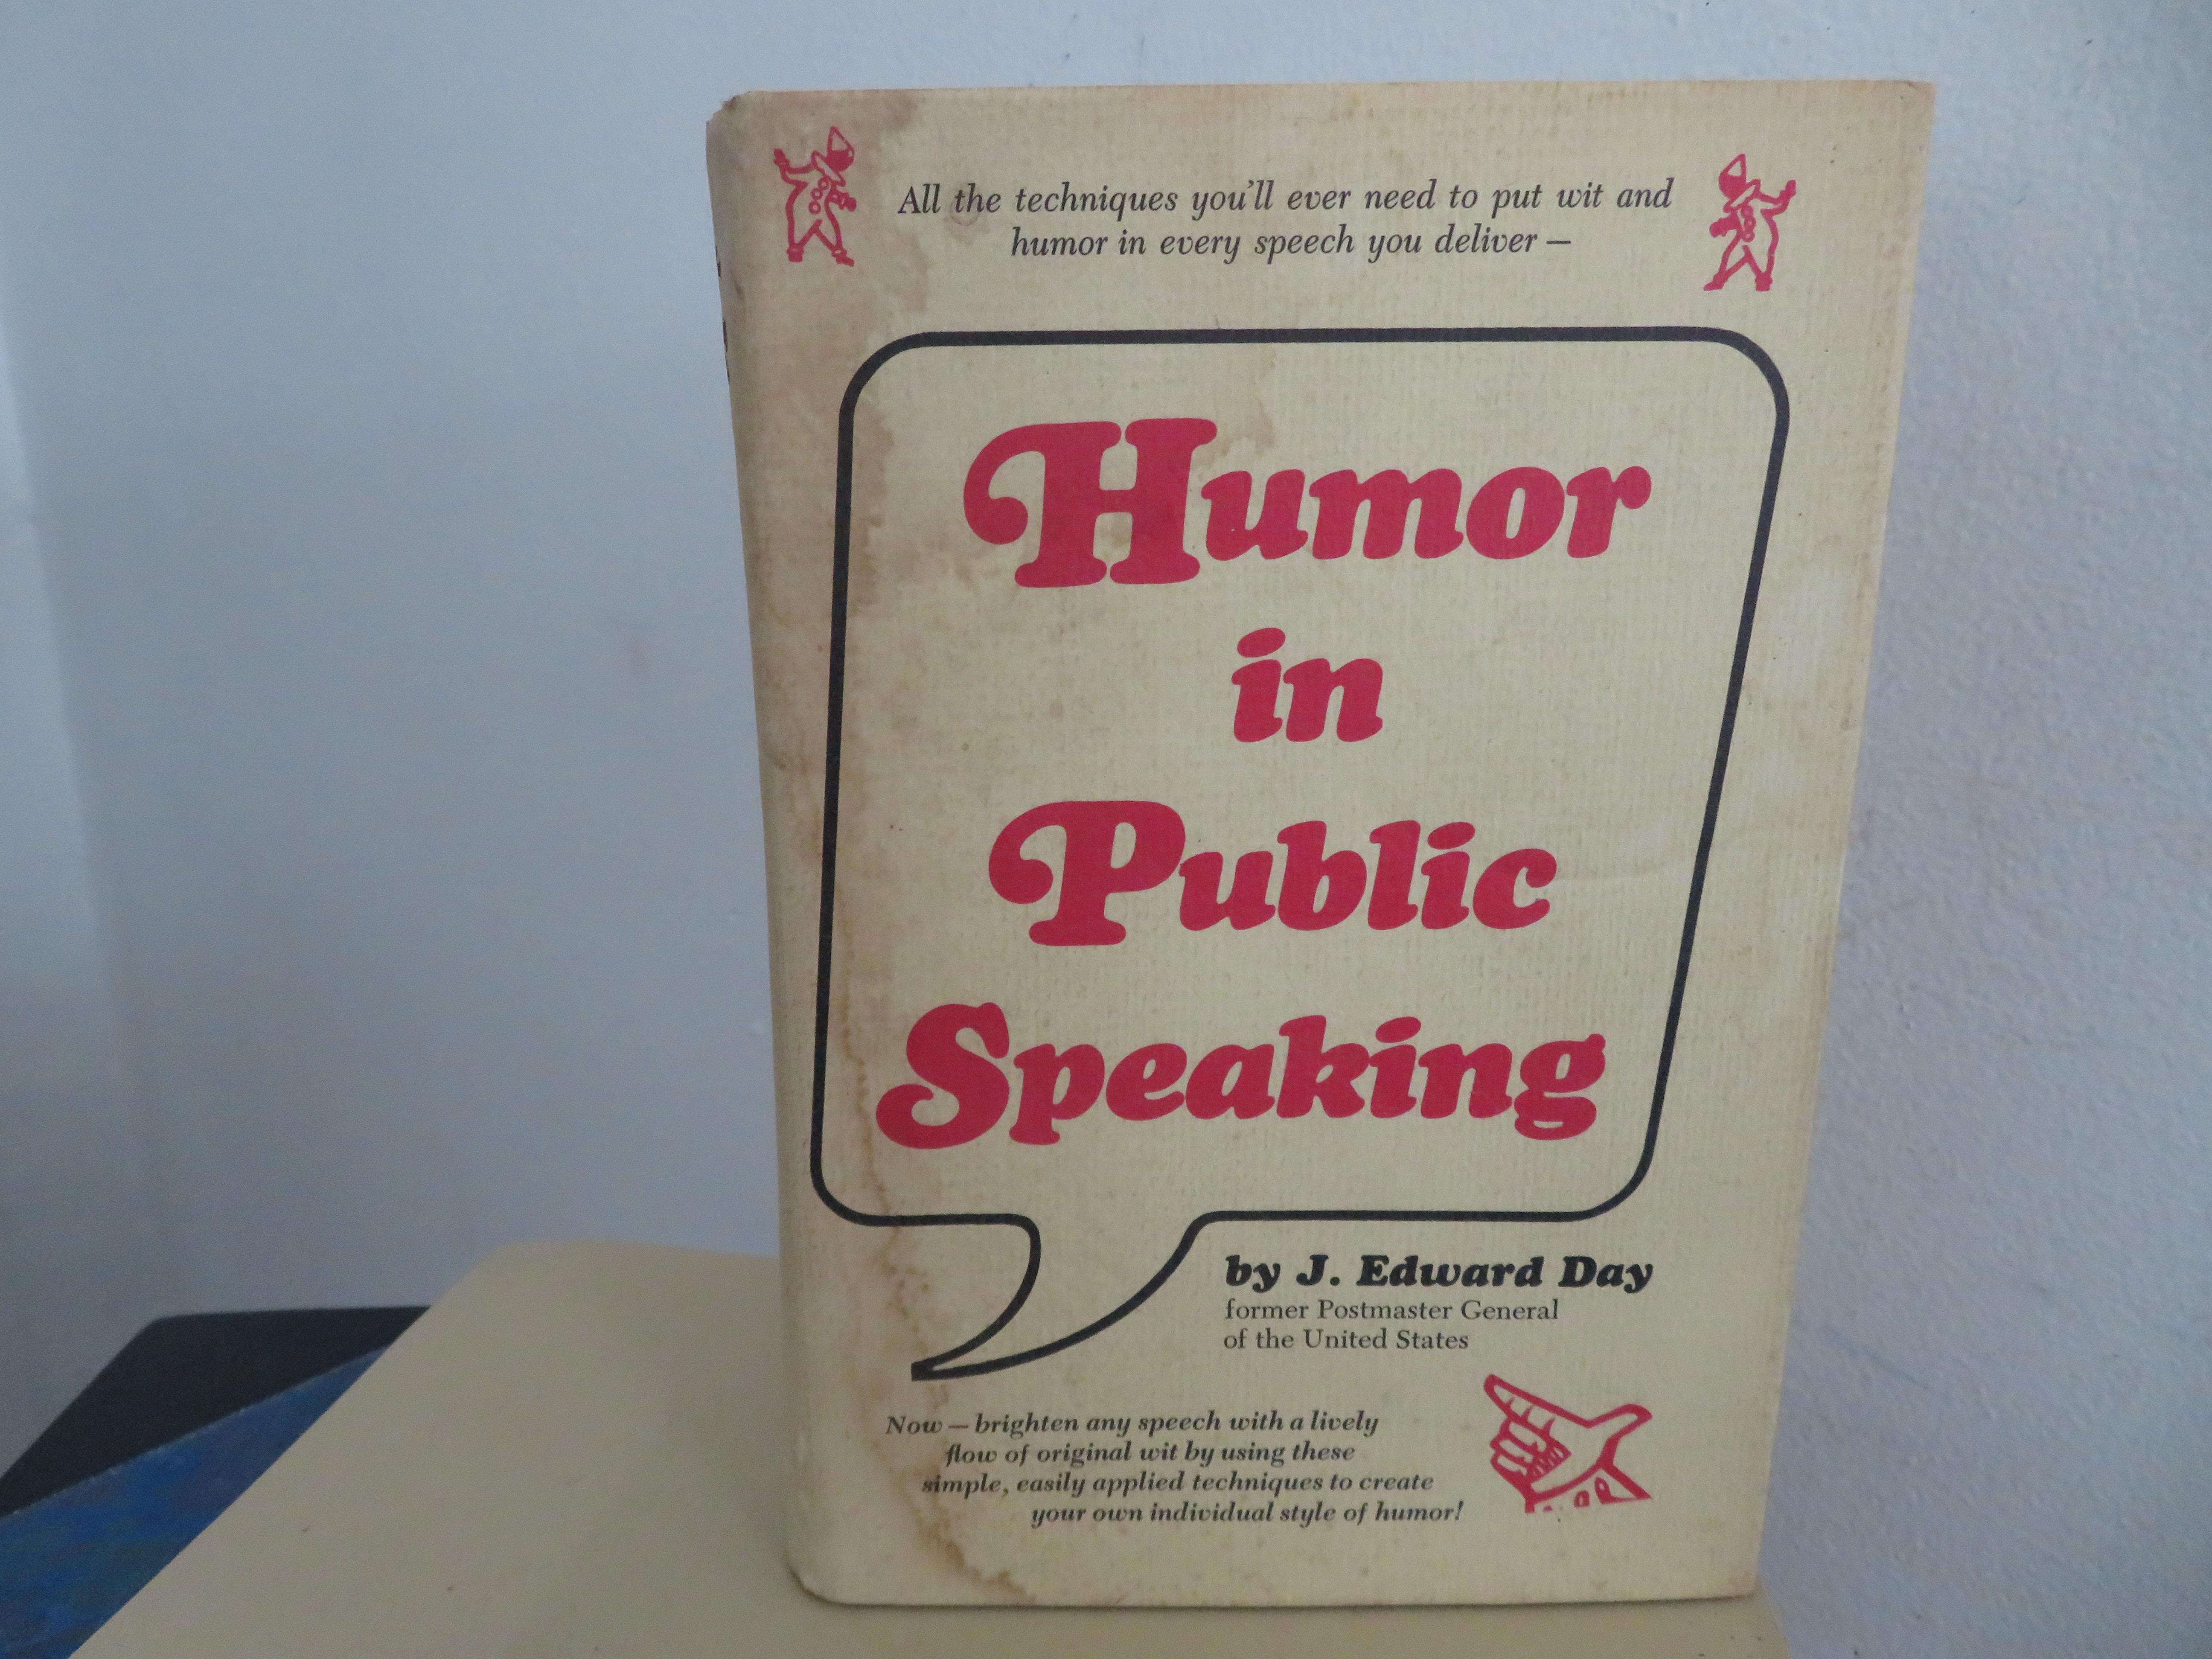 All the techniques you'll ever need to put wit and
humor in every speech you deliver —
Humor
in
Public
Speaking
by J. Edward Day
former Postmaster General
of the United States
Now — brighten any speech with a lively
flow of original wit by using these
simple, easily applied techniques to create
your own individual style of humor!